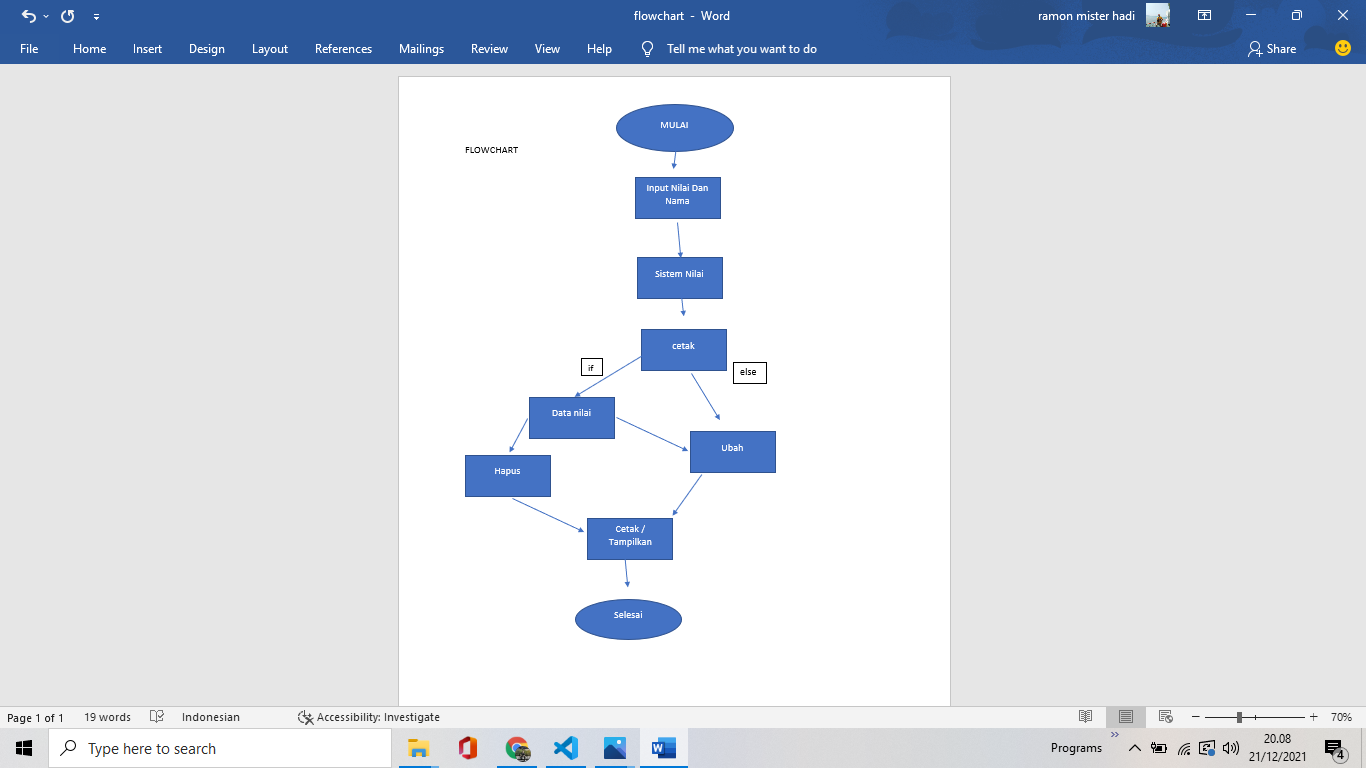 flowchart - Word
ramon mister hadi
File Home Insert Design Layout References Mailings Review View Help Tell me what you want to do Share
MULAI
FLOWCHART
Input Nilai Dan
Nama
Sistem Nilai
cetak
if
else
Data nilai
Ubah
Hapus
Cetak /
Tampilkan
Selesai
Page 1 of 1 19 words Indonesian Accessibility: Investigate 70%
Type here to search
Programs
20.08
21/12/2021
4